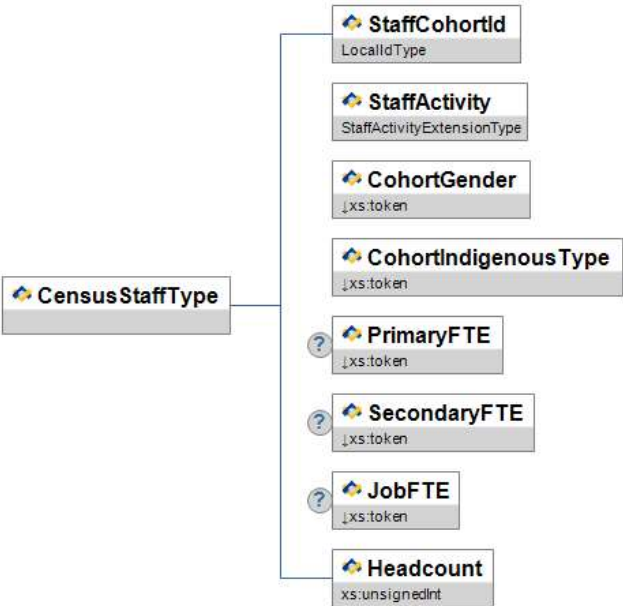 StaffCohortId
LocalIdType
StaffActivity
StaffActivityExtensionType
CohortGender
↓xs:token
CohortIndigenousType
↓xs:token
CensusStaffType
? PrimaryFTE
↓xs:token
? SecondaryFTE
↓xs:token
? JobFTE
↓xs:token
Headcount
xs:unsignedInt